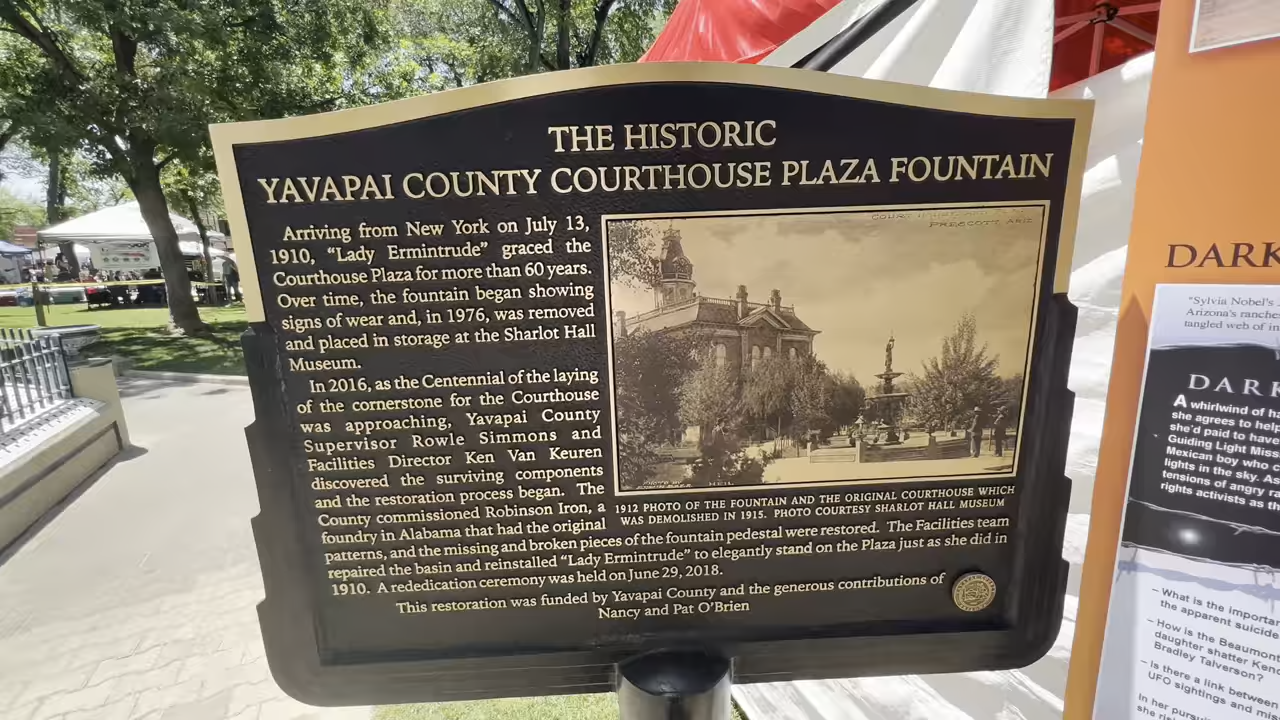 THE HISTORIC
YAVAPAI COUNTY COURTHOUSE PLAZA FOUNTAIN
Arriving from New York on July 13,
1910, “Lady Ermintrude” graced the
Courthouse Plaza for more than 60 years.
Over time, the fountain began showing
signs of wear and, in 1976, was removed
and placed in storage at the Sharlot Hall
Museum.
In 2016, as the Centennial of the laying
of the cornerstone for the Courthouse
was approaching, Yavapai County
Supervisor Rowle Simmons and
Facilities Director Ken Van Keuren
discovered the surviving components
and the restoration process began. The
County commissioned Robinson Iron, a
foundry in Alabama that had the original
patterns, and the missing and broken pieces of the fountain pedestal were restored. The Facilities team
repaired the basin and reinstalled “Lady Ermintrude” to elegantly stand on the Plaza just as she did in
1910. A rededication ceremony was held on June 29, 2018.
This restoration was funded by Yavapai County and the generous contributions of
Nancy and Pat O’Brien
PRESCOTT ARIZ
1912 PHOTO OF THE FOUNTAIN AND THE ORIGINAL COURTHOUSE WHICH
WAS DEMOLISHED IN 1915. PHOTO COURTESY SHARLOT HALL MUSEUM
DARK
“Sylvia Nobel’s
Arizona’s ranche
tangled web of in
DARK
A whirlwind of ha
she agrees to help
she’d paid to have
Guiding Light Miss
Mexican boy who c
lights in the sky. As
tensions of angry ra
rights activists as th
– What is the importan
the apparent suicide
– How is the Beaumont
daughter shatter Kend
Bradley Talverson?
– Is there a link between
UFO sightings and
In her pursu